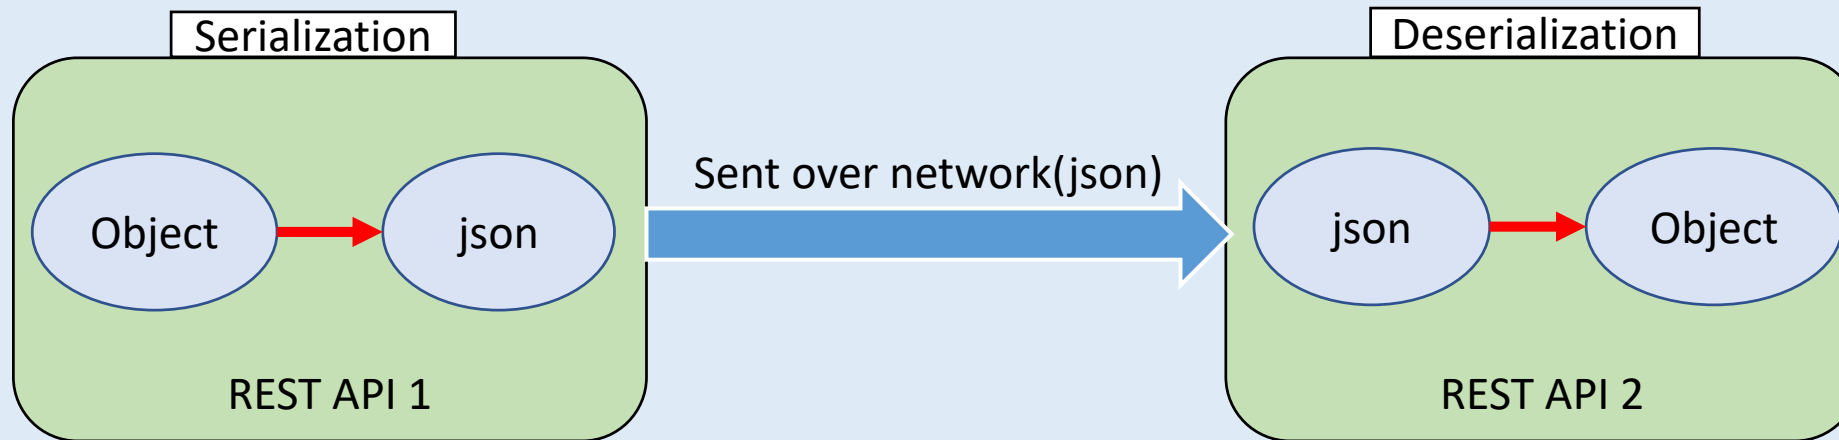 Serialization
Object
json
REST API 1
Sent over network(json)
Deserialization
json
Object
REST API 2